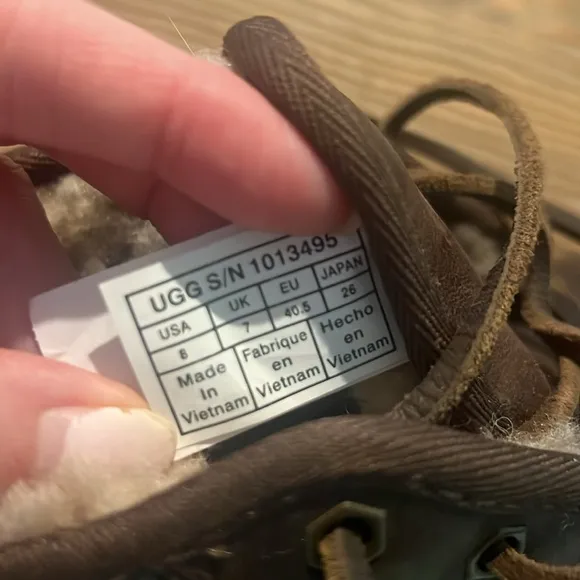 UGG S/N 1013495
USA UK EU JAPAN
8 7 40.5 26
Made Fabrique Hecho
In en en
Vietnam Vietnam Vietnam